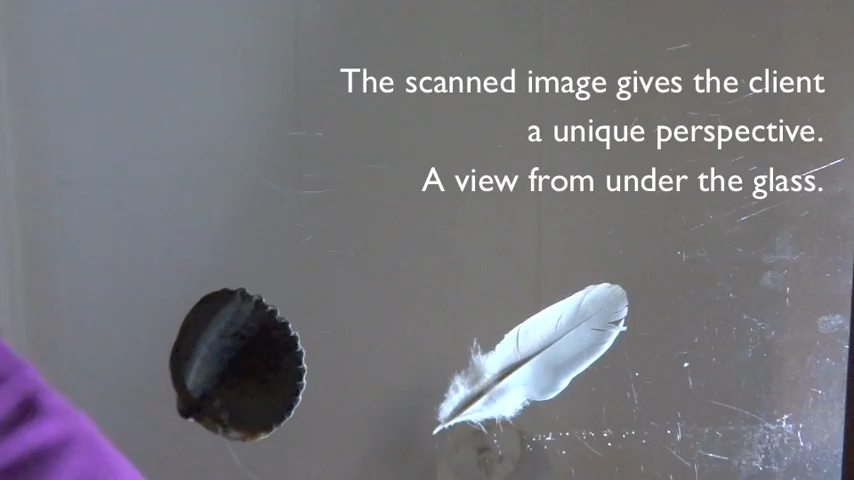 The scanned image gives the client
a unique perspective.
A view from under the glass.